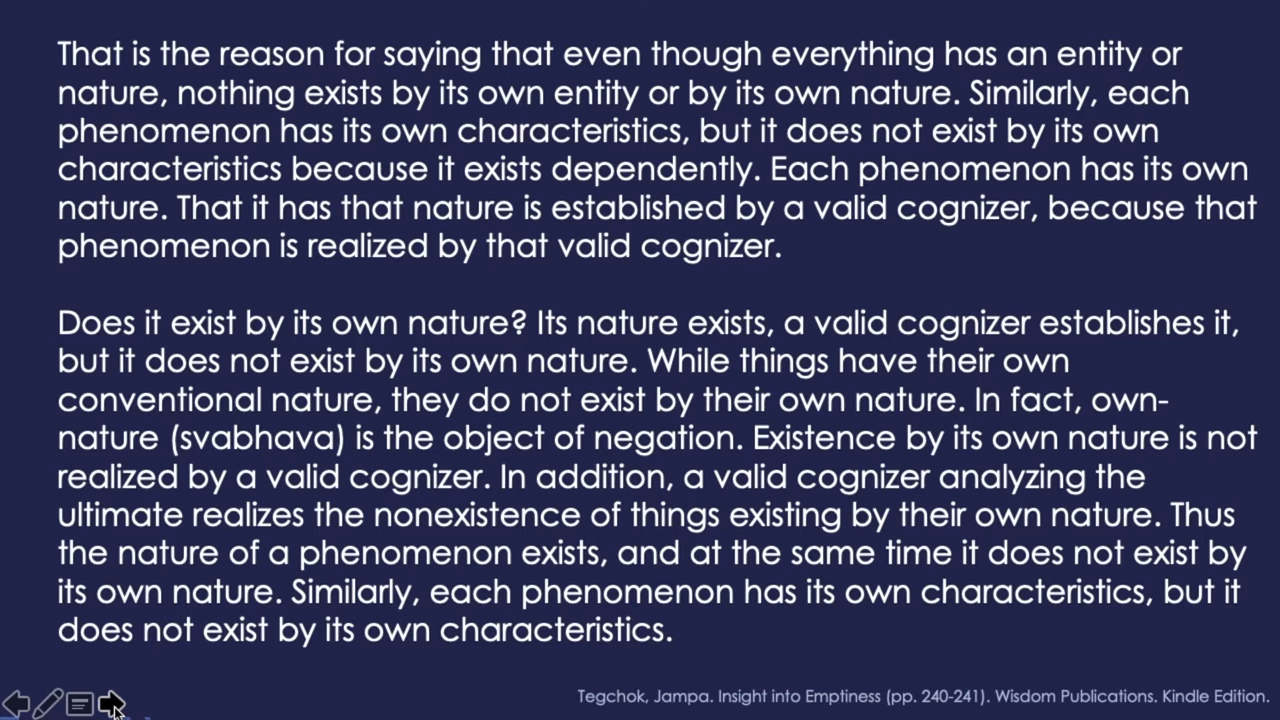 That is the reason for saying that even though everything has an entity or
nature, nothing exists by its own entity or by its own nature. Similarly, each
phenomenon has its own characteristics, but it does not exist by its own
characteristics because it exists dependently. Each phenomenon has its own
nature. That it has that nature is established by a valid cognizer, because that
phenomenon is realized by that valid cognizer.
Does it exist by its own nature? Its nature exists, a valid cognizer establishes it,
but it does not exist by its own nature. While things have their own
conventional nature, they do not exist by their own nature. In fact, own-
nature (svabhava) is the object of negation. Existence by its own nature is not
realized by a valid cognizer. In addition, a valid cognizer analyzing the
ultimate realizes the nonexistence of things existing by their own nature. Thus
the nature of a phenomenon exists, and at the same time it does not exist by
its own nature. Similarly, each phenomenon has its own characteristics, but it
does not exist by its own characteristics.
Tegchok, Jampa. Insight into Emptiness (pp. 240-241). Wisdom Publications. Kindle Edition.